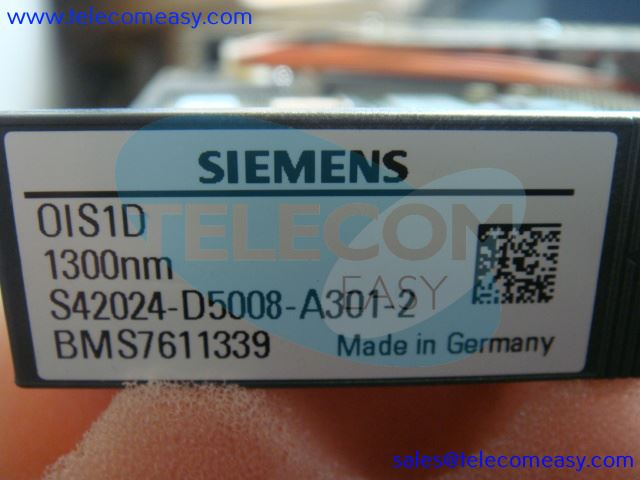 www.telecomeasy.com
SIEMENS
OIS1D
TELECOM
1300nm
EASY
S42024-D5008-A301-2
BMS7611339 Made in Germany
sales@telecomeasy.com